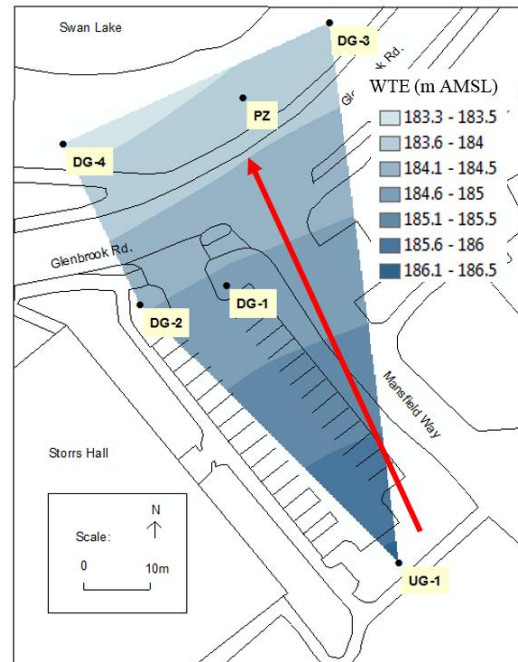 Swan Lake
DG-3
Glenbrook Rd.
WTE (m AMSL)
183.3 - 183.5
183.6 - 184
184.1 - 184.5
184.6 - 185
185.1 - 185.5
185.6 - 186
186.1 - 186.5
PZ
DG-4
Glenbrook Rd.
DG-1
DG-2
Mansfield Way
Storrs Hall
N
Scale:
0 10m
UG-1